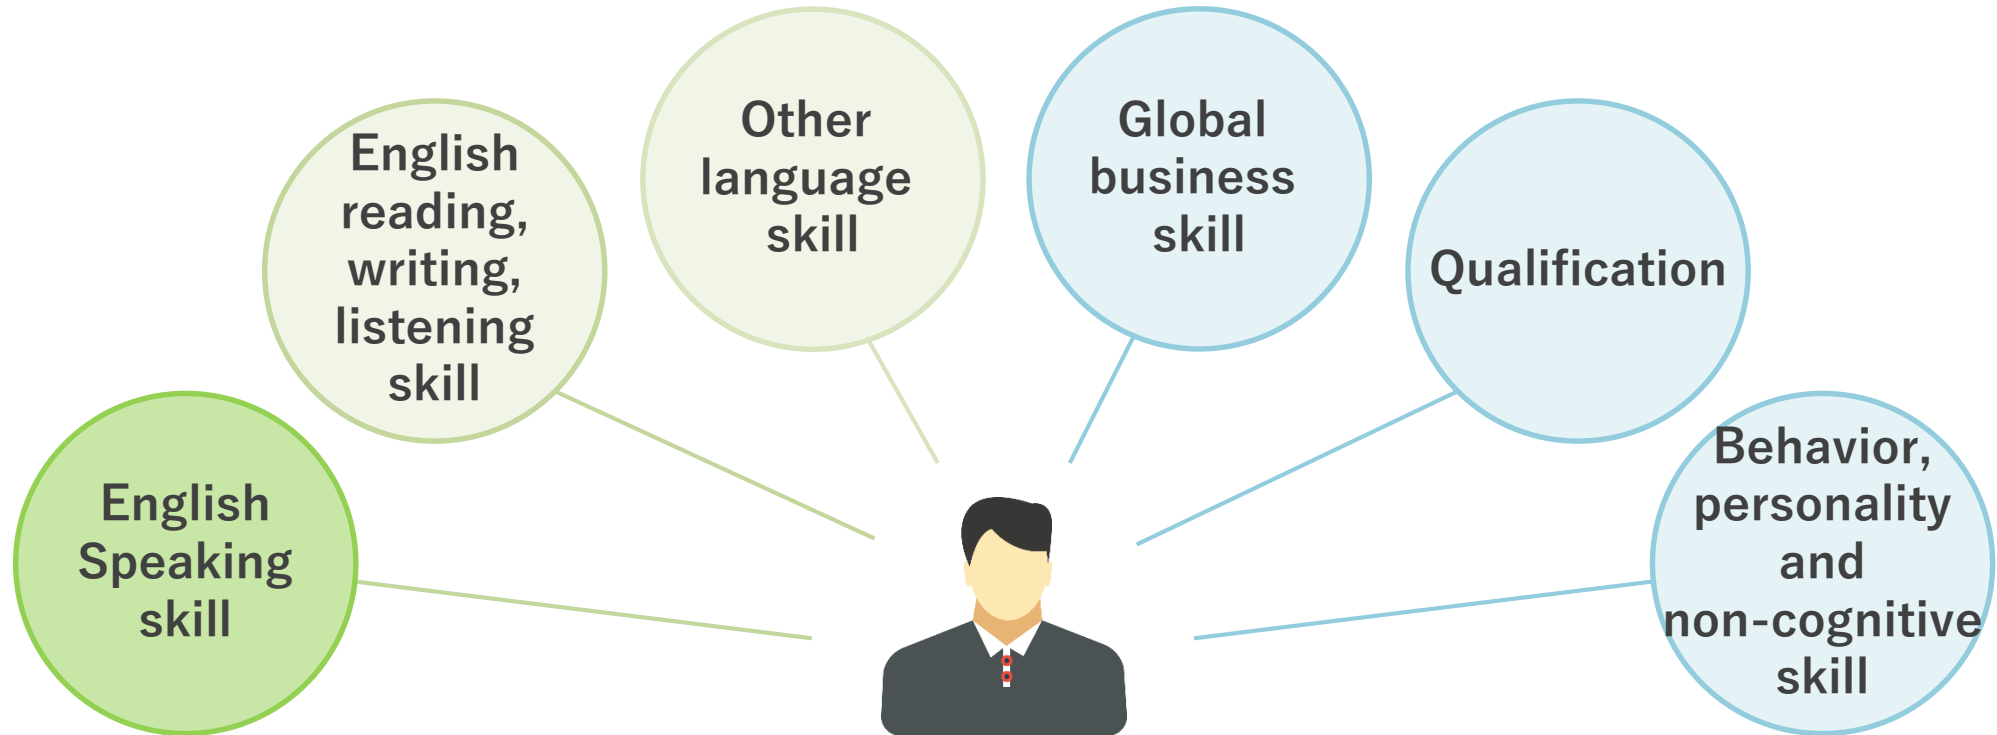 English
Speaking
skill
English
reading,
writing,
listening
skill
Other
language
skill
Global
business
skill
Qualification
Behavior,
personality
and
non-cognitive
skill